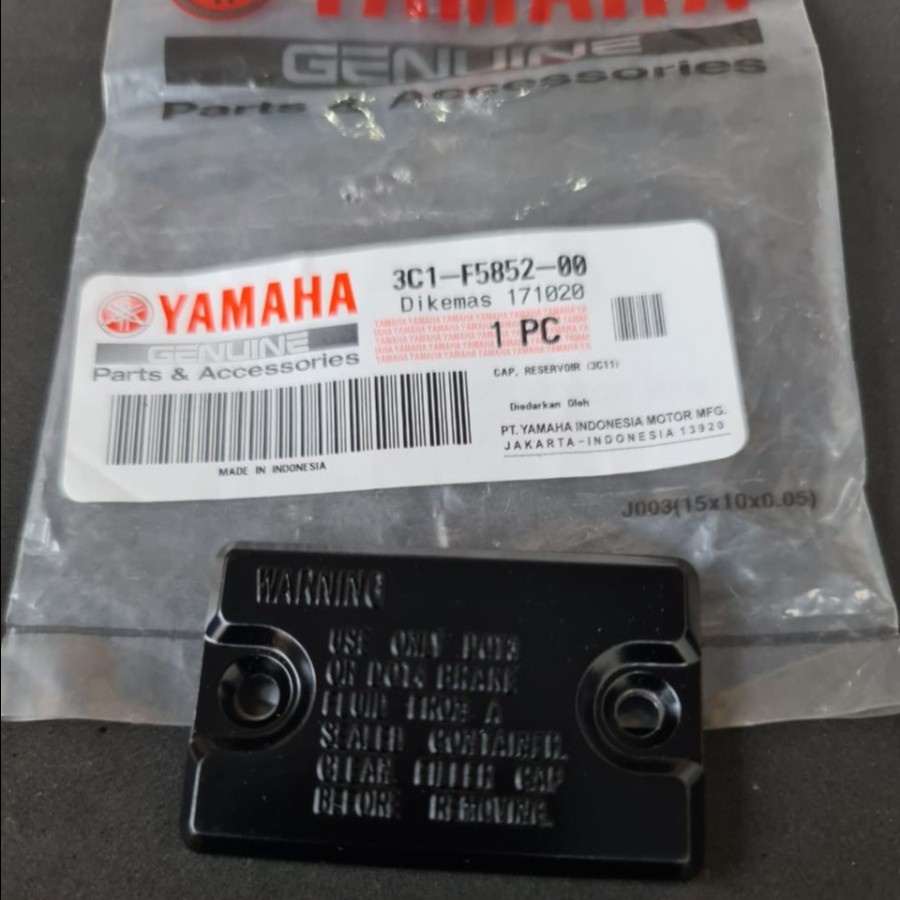 YAMAHA
GENUINE
Parts & Accessories
YAMAHA
GENUINE
Parts & Accessories
3C1-F5852-00
Dikemas 171020
1 PC
CAP, RESERVOIR (3C11)
Diedarkan Oleh
PT. YAMAHA INDONESIA MOTOR MFG.
JAKARTA-INDONESIA 13920
MADE IN INDONESIA
J003(15x10x0.05)
WARNING
USE ONLY DOT3
OR DOT4 BRAKE
FLUID FROM A
SEALED CONTAINER.
CLEAN FILLER CAP
BEFORE REMOVING.